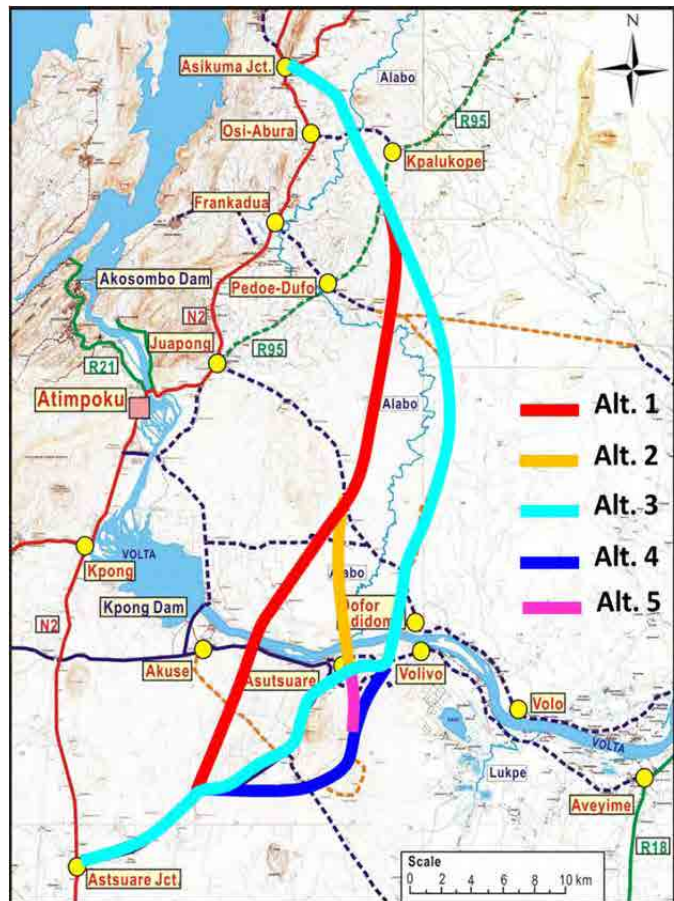 N
Asikuma Jct.
Alabo
R95
Osi-Abura
Kpalukope
Frankadua
Akosombo Dam
Pedoe-Dufo
N2
Juapong
R95
R21
Atimpoku
Alabo
Alt. 1
Alt. 2
Alt. 3
Alt. 4
Alt. 5
VOLTA
Kpong
Alabo
Kpong Dam
Dofor
didom
N2
Akuse
Asutsuare
Volivo
Volo
VOLTA
Lukpe
Aveyime
R18
Astsuare Jct.
Scale
0 2 4 6 8 10 km